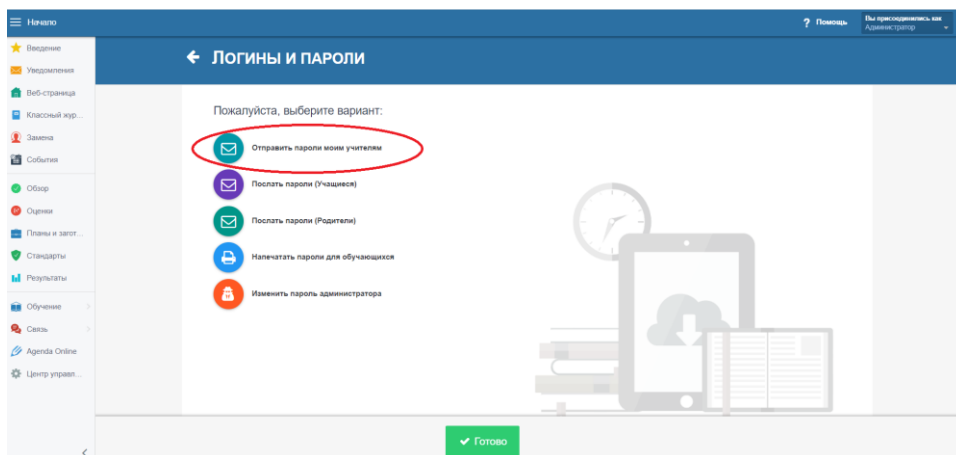 Начало
? Помощь
Вы присоединились как
Администратор
Введение
Уведомления
Веб-страница
Классный жур...
Замена
События
Обзор
Оценки
Планы и загот...
Стандарты
Результаты
Обучение
Связь
Agenda Online
Центр управл...
Логины и пароли
Пожалуйста, выберите вариант:
Отправить пароли моим учителям
Послать пароли (Учащиеся)
Послать пароли (Родители)
Напечатать пароли для обучающихся
Изменить пароль администратора
Готово